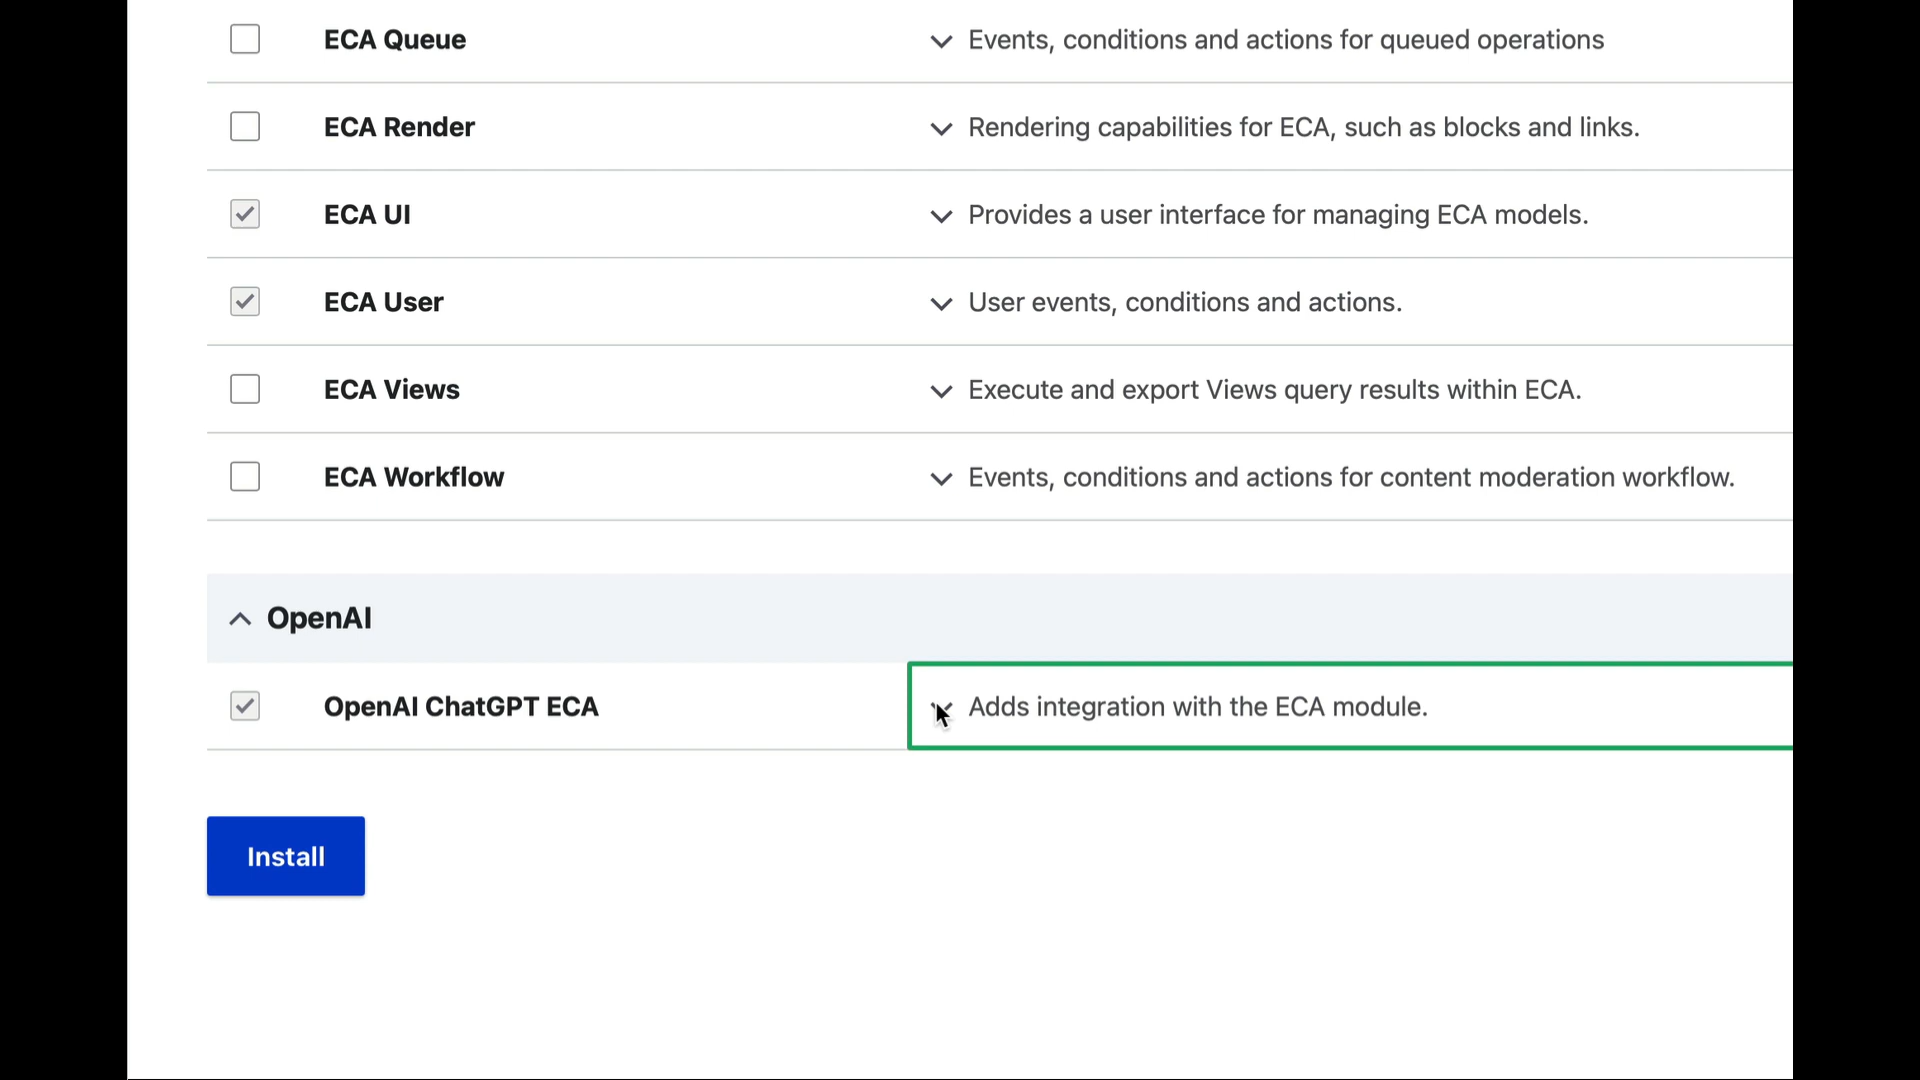 ECA Queue Events, conditions and actions for queued operations
ECA Render Rendering capabilities for ECA, such as blocks and links.
ECA UI Provides a user interface for managing ECA models.
ECA User User events, conditions and actions.
ECA Views Execute and export Views query results within ECA.
ECA Workflow Events, conditions and actions for content moderation workflow.
OpenAI
OpenAI ChatGPT ECA Adds integration with the ECA module.
Install